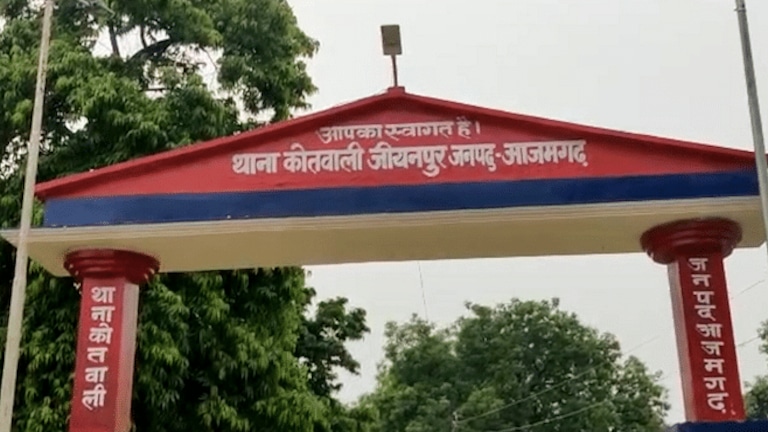 आपका स्वागत है।
थाना कोतवाली जीयनपुर जनपद-आजमगढ़
थाना कोतवाली
जनपद आजमगढ़